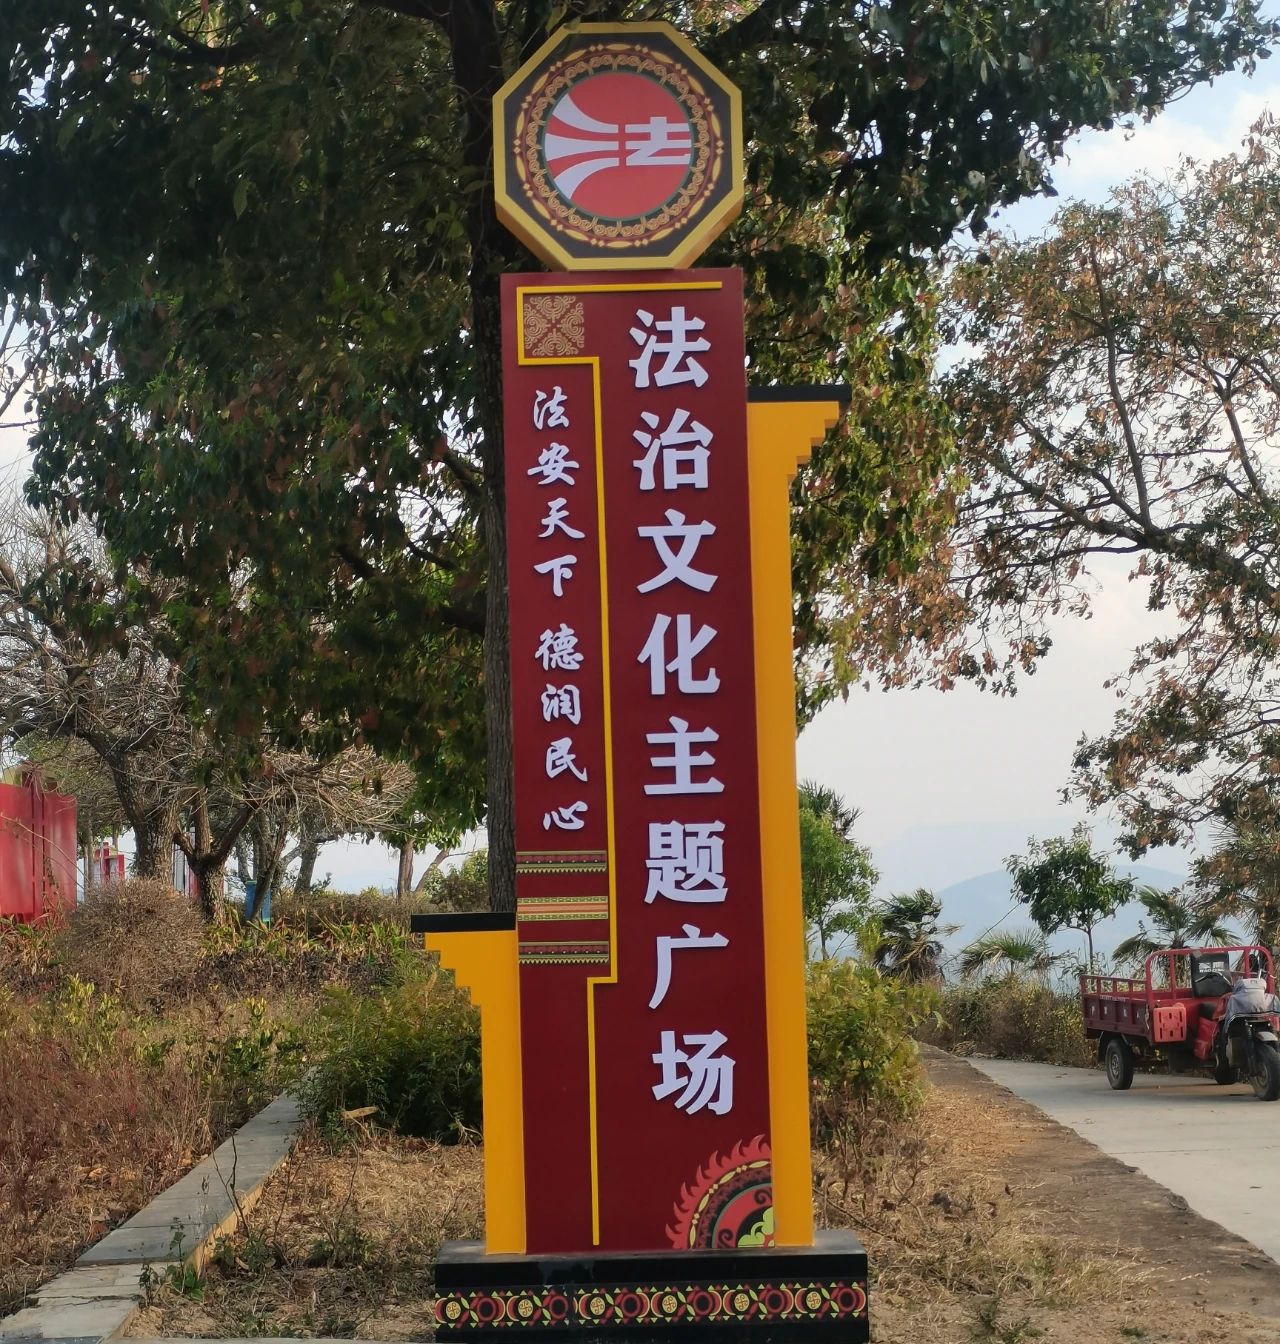 法
法治文化主题广场
法安天下 德润民心